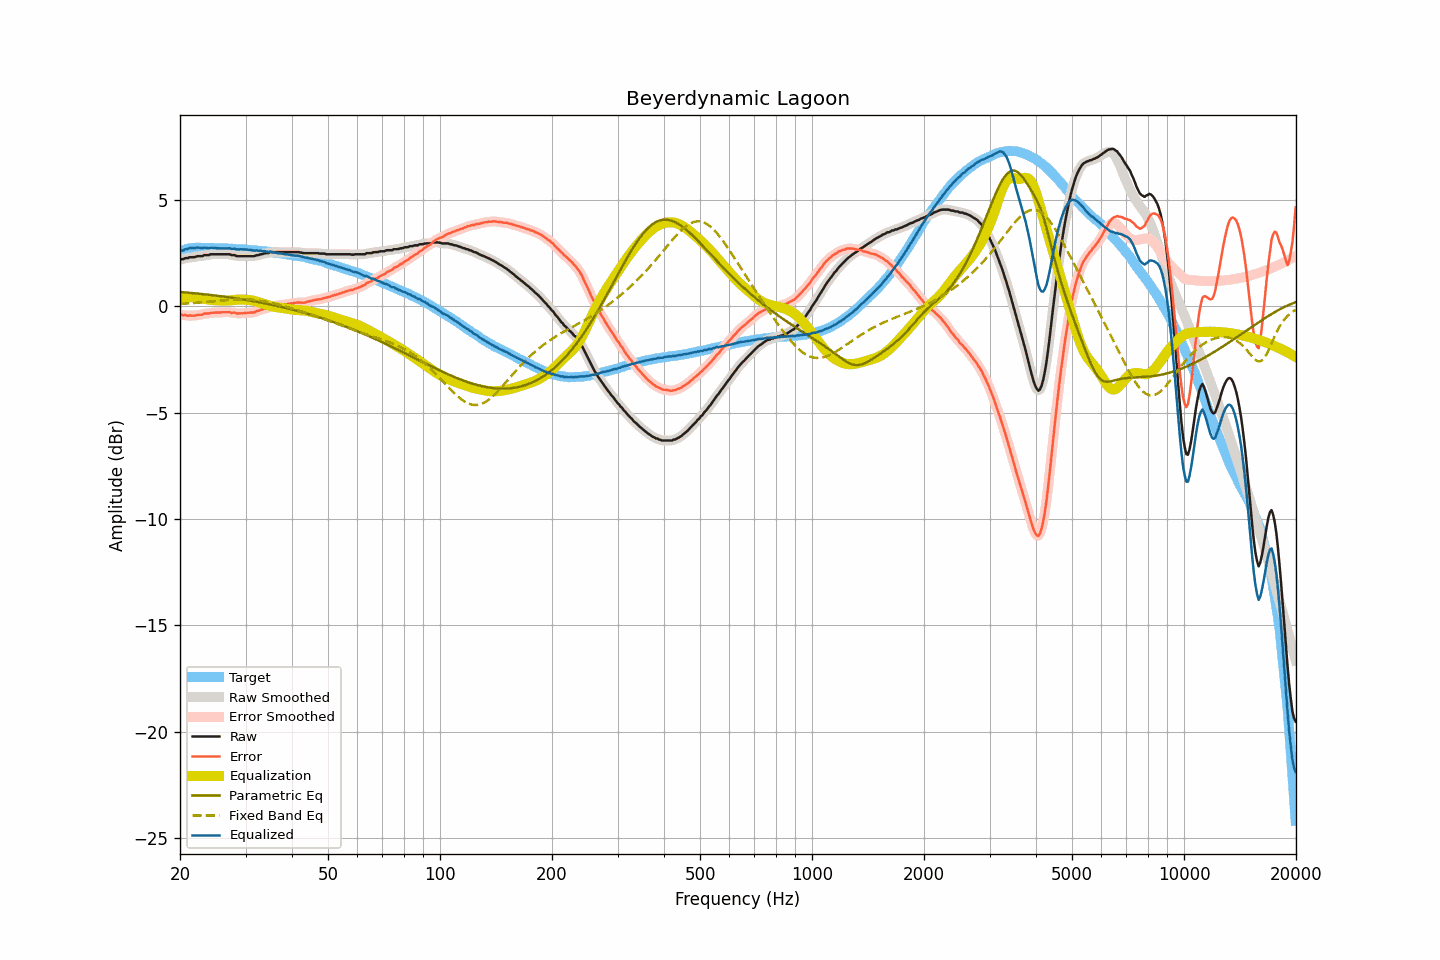 Beyerdynamic Lagoon
Amplitude (dBr)
5
0
−5
−10
−15
−20
−25
Target
Raw Smoothed
Error Smoothed
Raw
Error
Equalization
Parametric Eq
Fixed Band Eq
Equalized
20 50 100 200 500 1000 2000 5000 10000 20000
Frequency (Hz)